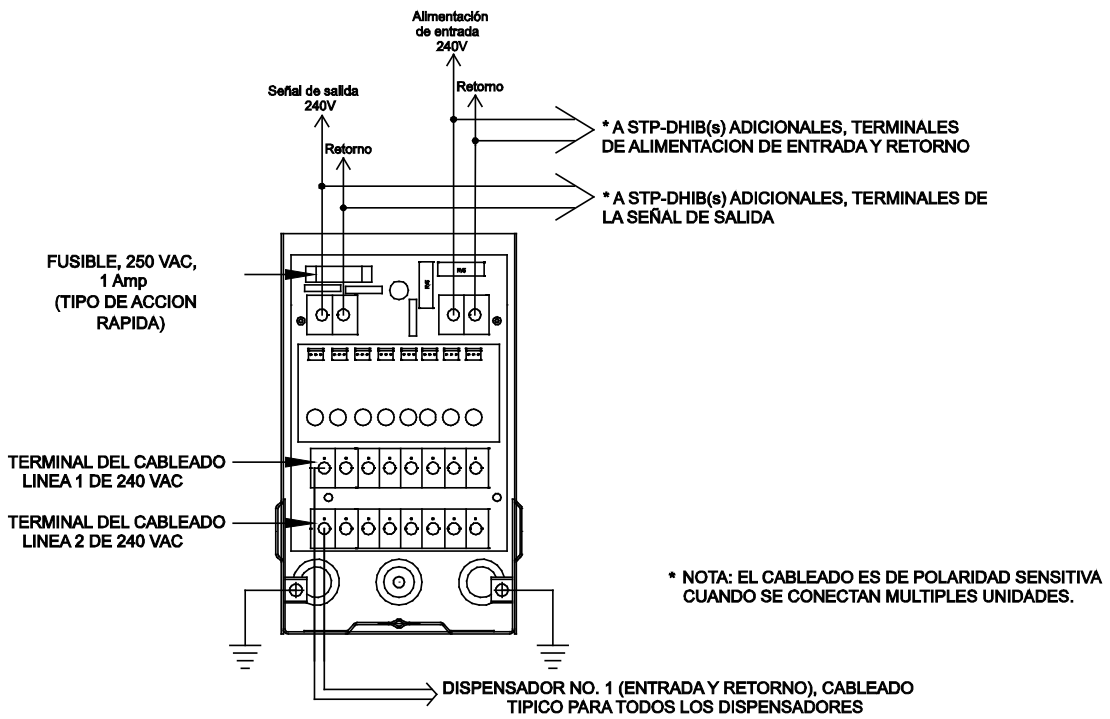 Alimentación
de entrada
240V
Retorno
Señal de salida
240V
Retorno
* A STP-DHIB(s) ADICIONALES, TERMINALES
DE ALIMENTACION DE ENTRADA Y RETORNO
* A STP-DHIB(s) ADICIONALES, TERMINALES DE
LA SEÑAL DE SALIDA
FUSIBLE, 250 VAC,
1 Amp
(TIPO DE ACCION
RAPIDA)
TERMINAL DEL CABLEADO
LINEA 1 DE 240 VAC
TERMINAL DEL CABLEADO
LINEA 2 DE 240 VAC
* NOTA: EL CABLEADO ES DE POLARIDAD SENSITIVA
CUANDO SE CONECTAN MULTIPLES UNIDADES.
DISPENSADOR NO. 1 (ENTRADA Y RETORNO), CABLEADO
TIPICO PARA TODOS LOS DISPENSADORES